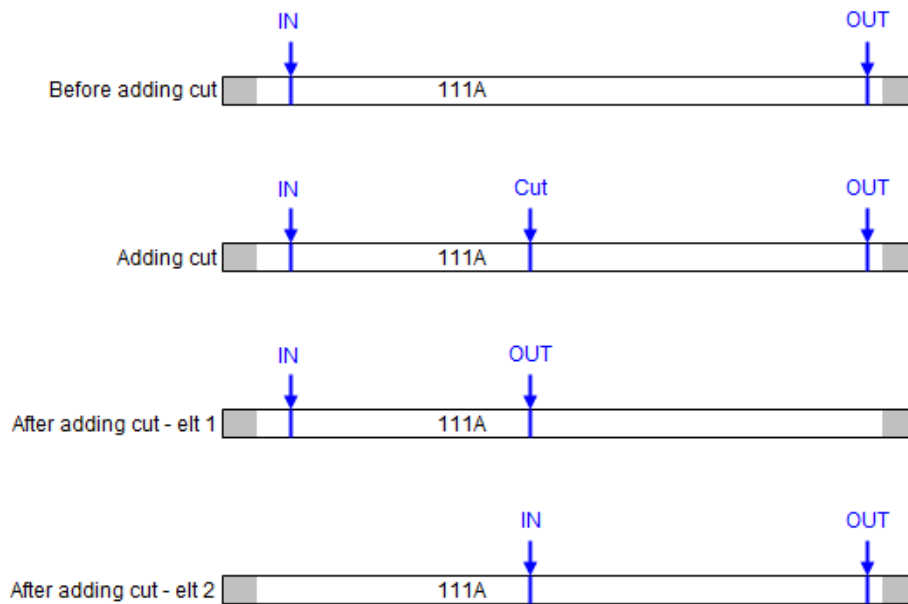 IN OUT
Before adding cut 111A
IN Cut OUT
Adding cut 111A
IN OUT
After adding cut - elt 1 111A
IN OUT
After adding cut - elt 2 111A